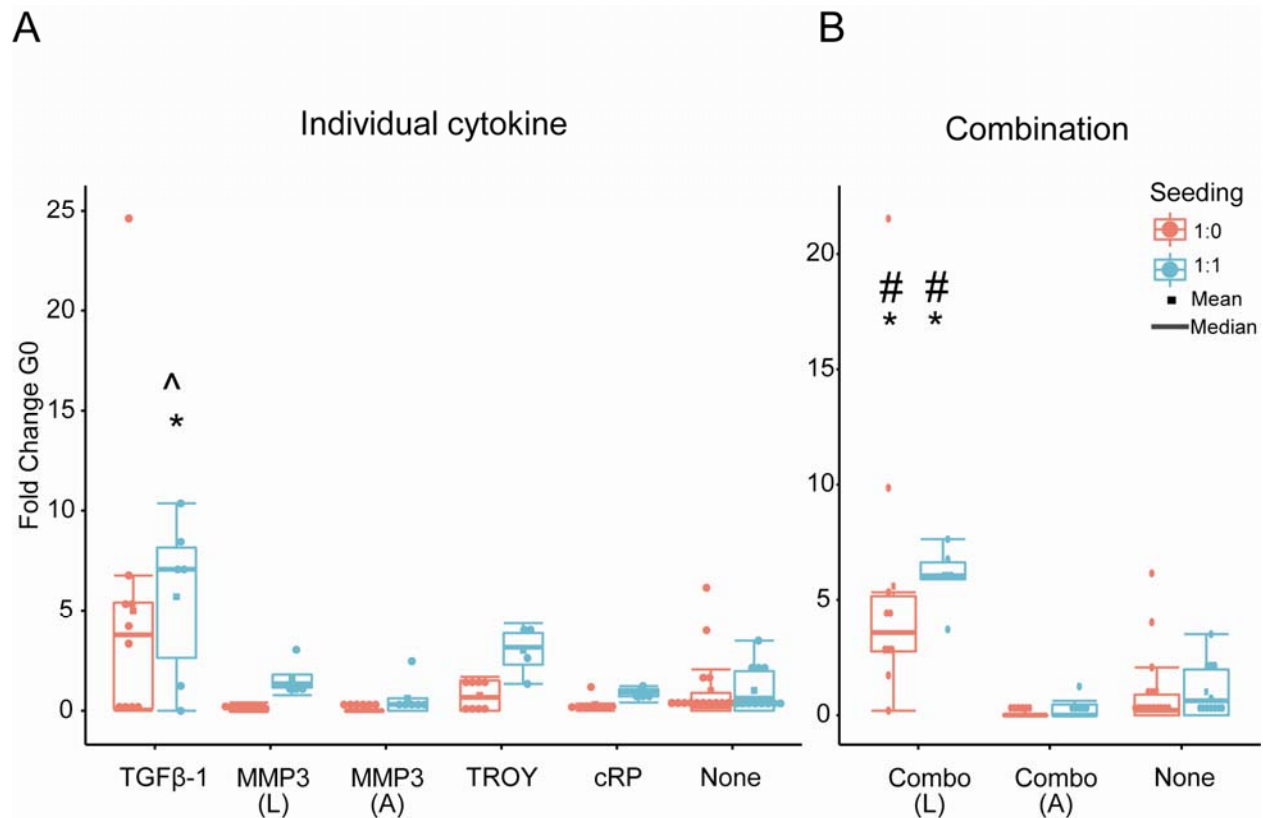 A
B
Individual cytokine
Combination
Fold Change G0
25
20
15
10
5
0
^
*
TGFβ-1
MMP3
(L)
MMP3
(A)
TROY
cRP
None
20
15
10
5
0
# #
* *
Seeding
1:0
1:1
Mean
Median
Combo
(L)
Combo
(A)
None